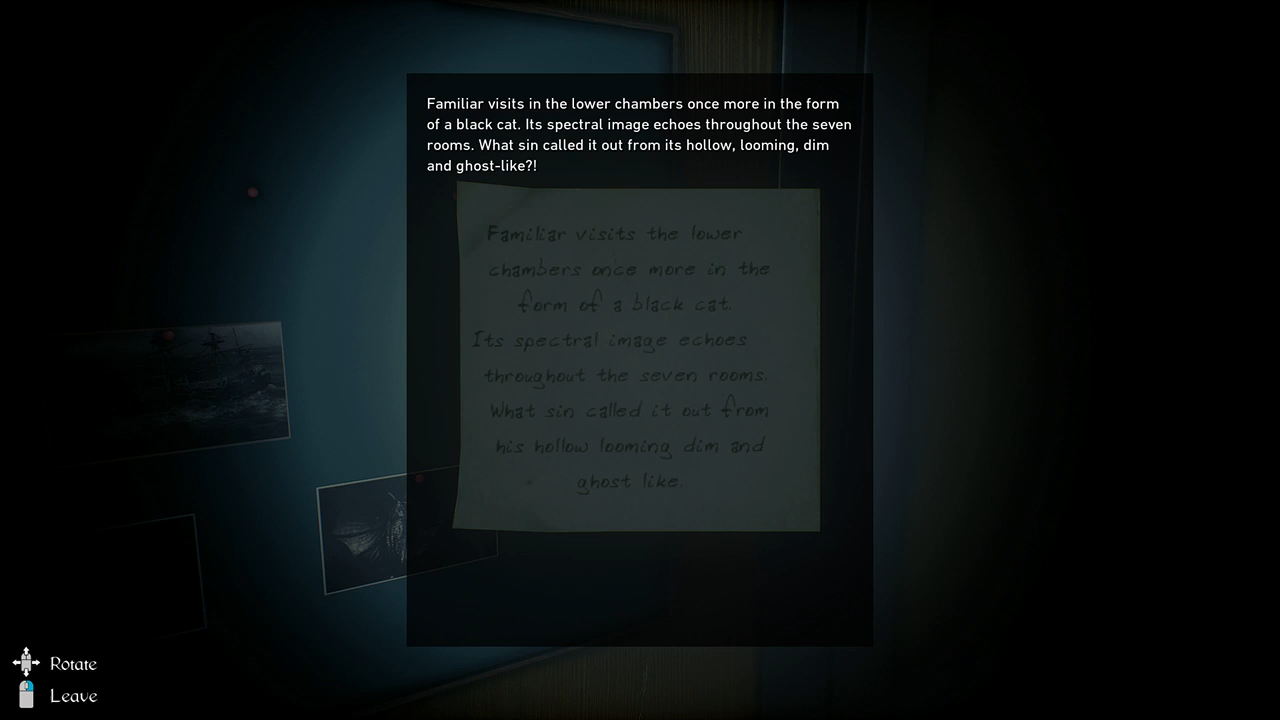 Familiar visits in the lower chambers once more in the form
of a black cat. Its spectral image echoes throughout the seven
rooms. What sin called it out from its hollow, looming, dim
and ghost-like?!
Familiar visits the lower
chambers once more in the
form of a black cat.
Its spectral image echoes
throughout the seven rooms.
What sin called it out from
his hollow looming dim and
ghost like.
Rotate
Leave